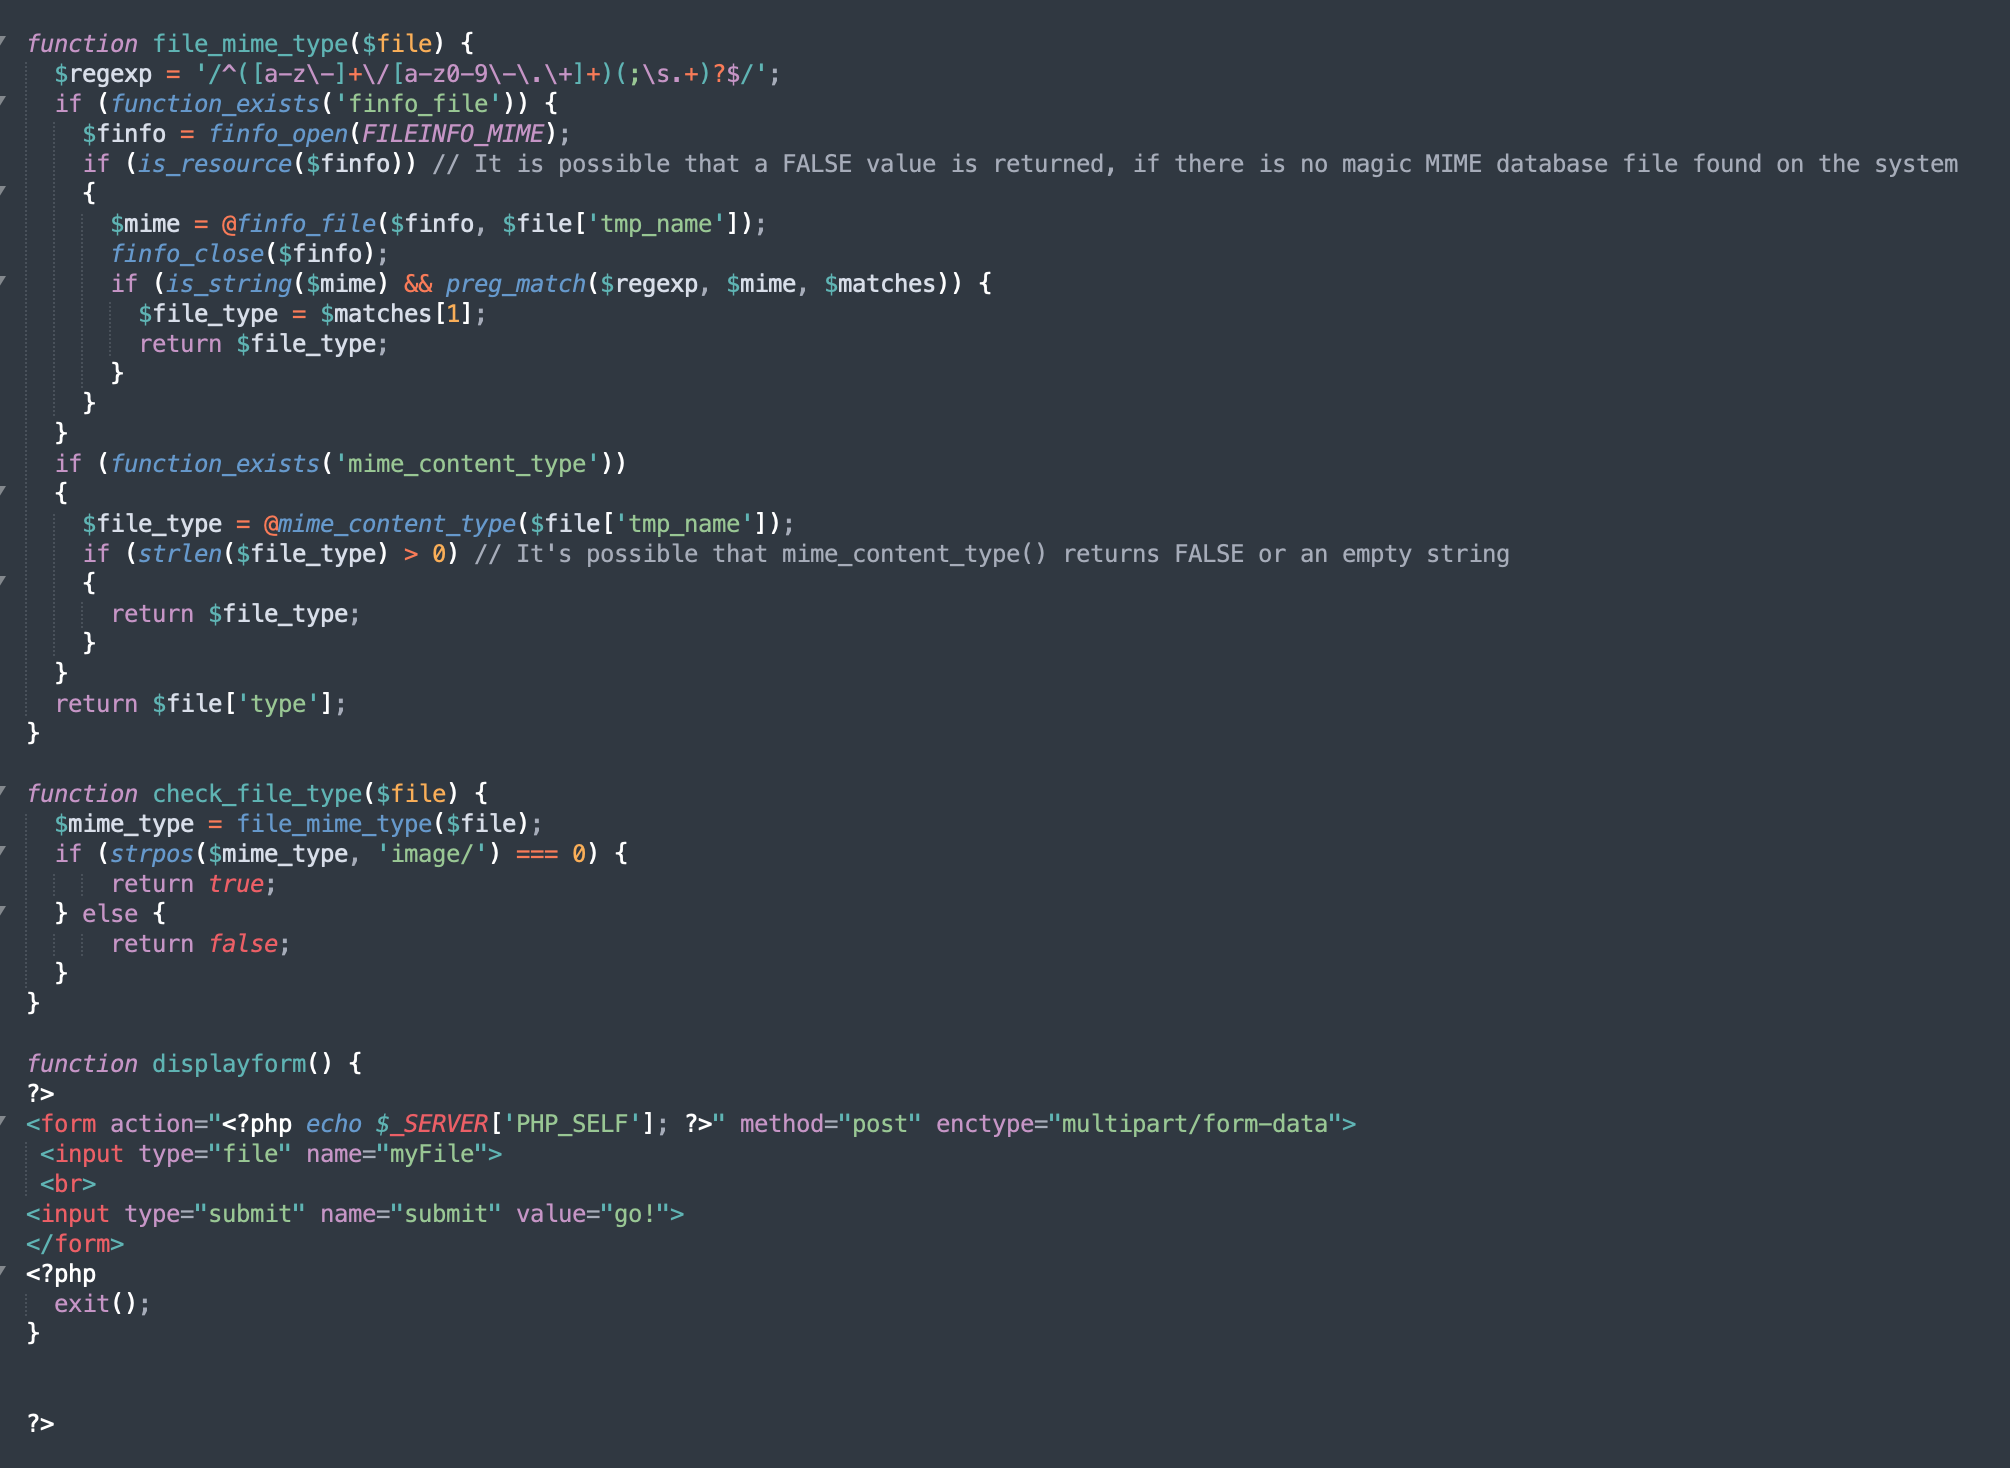 function file_mime_type($file) {
  $regexp = '/^([a-z\-]+\/[a-z0-9\-\.\+]+)(;\s.+)?$/';
  if (function_exists('finfo_file')) {
    $finfo = finfo_open(FILEINFO_MIME);
    if (is_resource($finfo)) // It is possible that a FALSE value is returned, if there is no magic MIME database file found on the system
    {
      $mime = @finfo_file($finfo, $file['tmp_name']);
      finfo_close($finfo);
      if (is_string($mime) && preg_match($regexp, $mime, $matches)) {
        $file_type = $matches[1];
        return $file_type;
      }
    }
  }
  if (function_exists('mime_content_type'))
  {
    $file_type = @mime_content_type($file['tmp_name']);
    if (strlen($file_type) > 0) // It's possible that mime_content_type() returns FALSE or an empty string
    {
      return $file_type;
    }
  }
  return $file['type'];
}

function check_file_type($file) {
  $mime_type = file_mime_type($file);
  if (strpos($mime_type, 'image/') === 0) {
      return true;
  } else {
      return false;
  }
}

function displayform() {
?>
<form action="<?php echo $_SERVER['PHP_SELF']; ?>" method="post" enctype="multipart/form-data">
 <input type="file" name="myFile">
 <br>
<input type="submit" name="submit" value="go!">
</form>
<?php
  exit();
}

?>